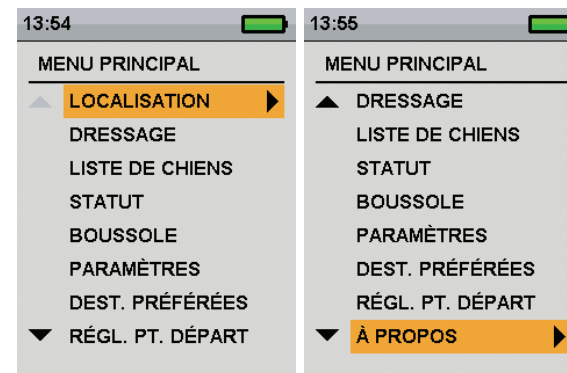 13:54
MENU PRINCIPAL
LOCALISATION
DRESSAGE
LISTE DE CHIENS
STATUT
BOUSSOLE
PARAMÈTRES
DEST. PRÉFÉRÉES
RÉGL. PT. DÉPART
13:55
MENU PRINCIPAL
DRESSAGE
LISTE DE CHIENS
STATUT
BOUSSOLE
PARAMÈTRES
DEST. PRÉFÉRÉES
RÉGL. PT. DÉPART
À PROPOS